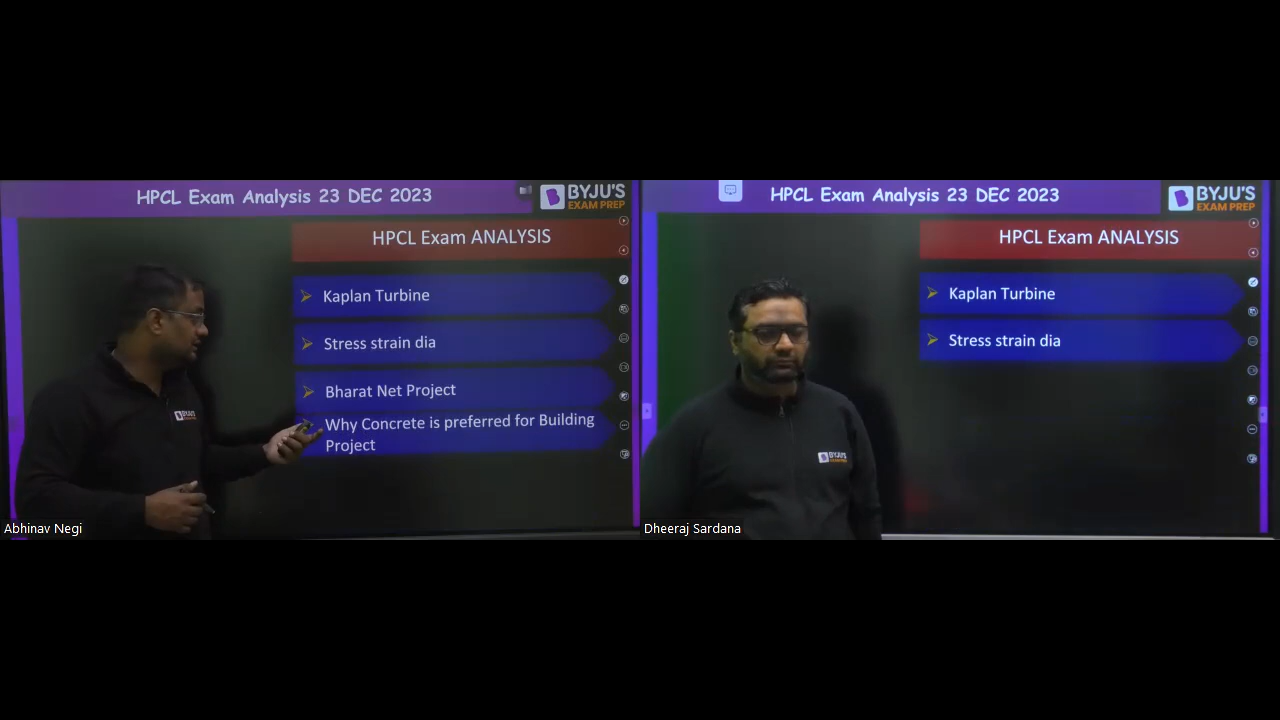 HPCL Exam Analysis 23 DEC 2023
BYJU'S
EXAM PREP
HPCL Exam ANALYSIS
Kaplan Turbine
Stress strain dia
Bharat Net Project
Why Concrete is preferred for Building
Project
BYJU'S
Abhinav Negi
HPCL Exam Analysis 23 DEC 2023
BYJU'S
EXAM PREP
HPCL Exam ANALYSIS
Kaplan Turbine
Stress strain dia
BYJU'S
Dheeraj Sardana